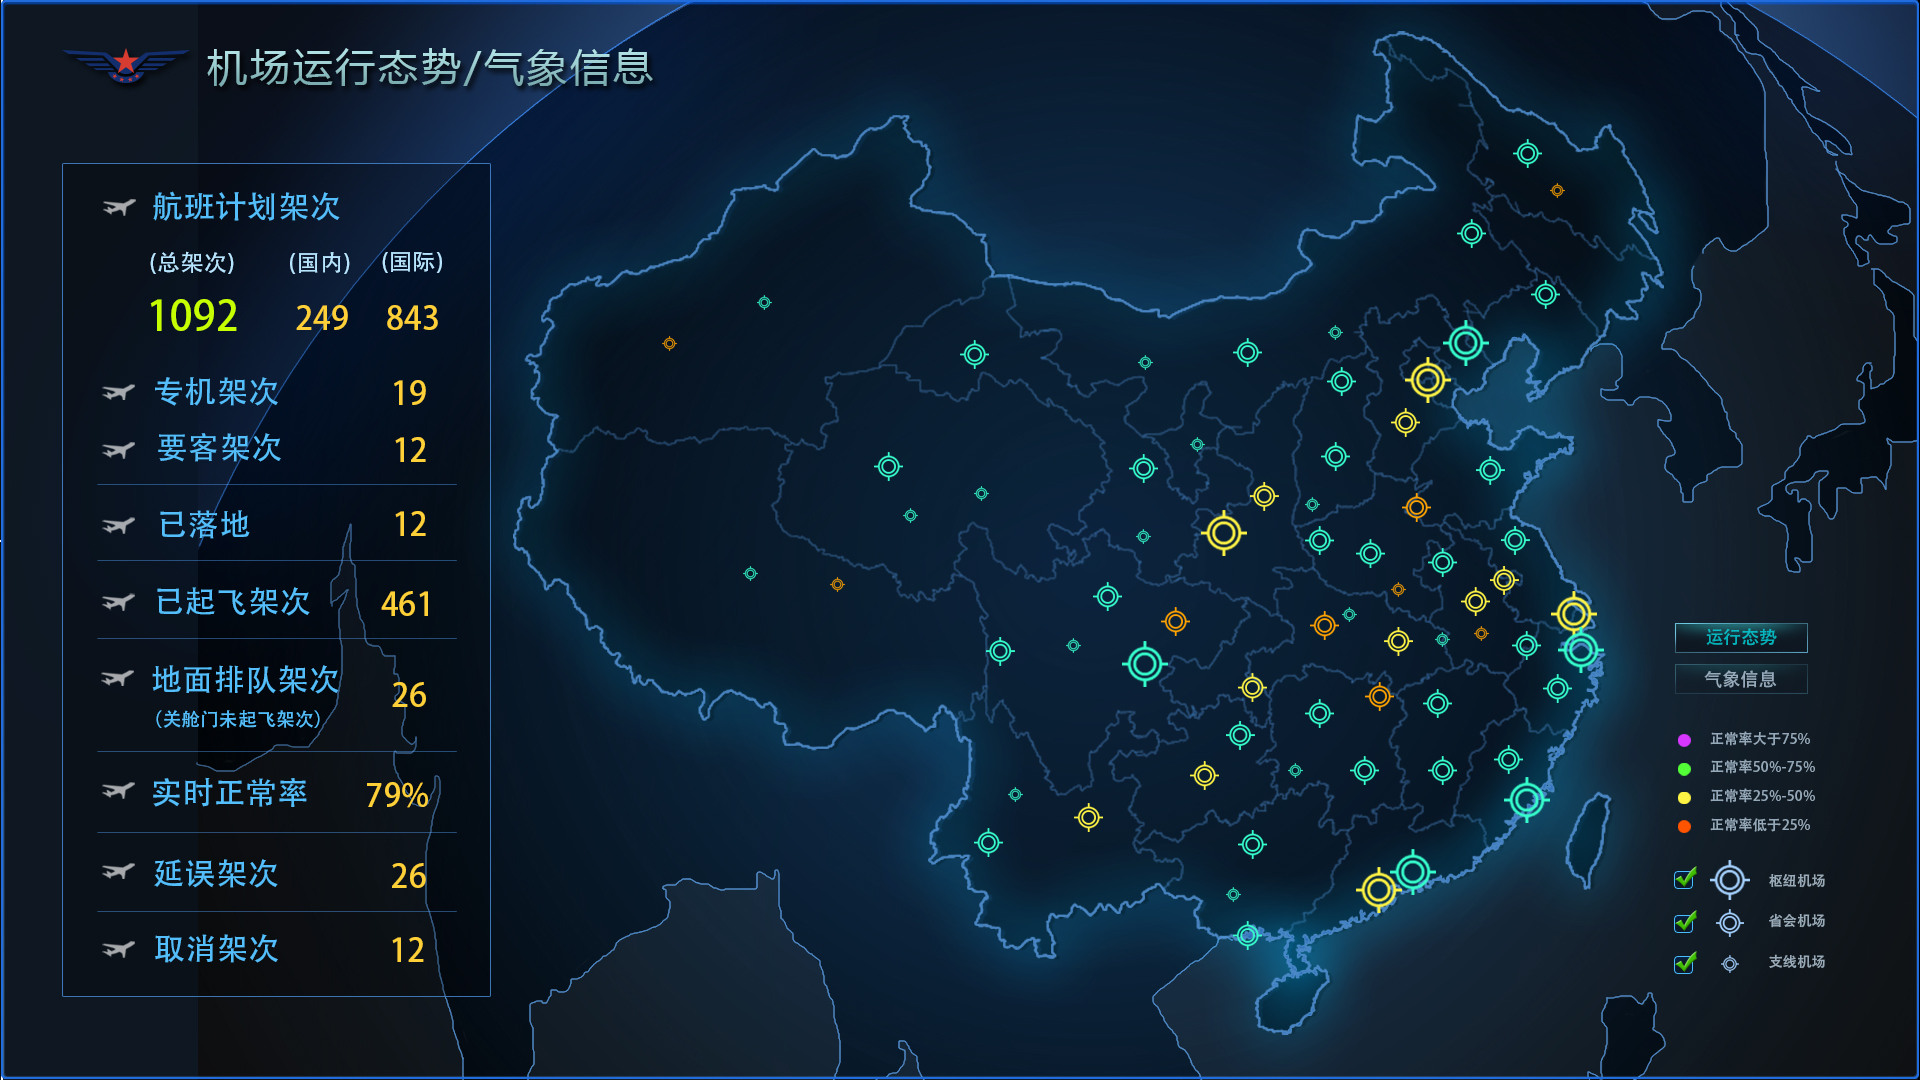 机场运行态势/气象信息
航班计划架次
(总架次) (国内) (国际)
1092 249 843
专机架次 19
要客架次 12
已落地 12
已起飞架次 461
地面排队架次 26
(关舱门未起飞架次)
实时正常率 79%
延误架次 26
取消架次 12
运行态势
气象信息
正常率大于75%
正常率50%-75%
正常率25%-50%
正常率低于25%
枢纽机场
省会机场
支线机场